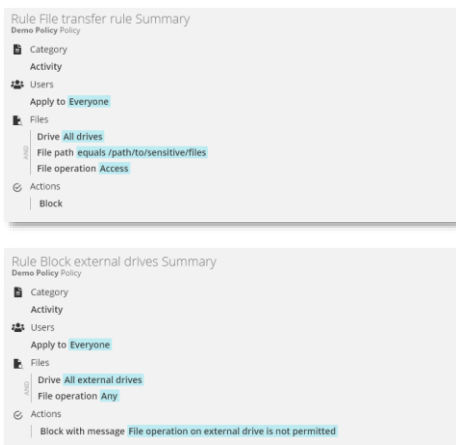 Rule File transfer rule Summary
Demo Policy Policy
Category
Activity
Users
Apply to Everyone
Files
Drive All drives
AND
File path equals /path/to/sensitive/files
File operation Access
Actions
Block
Rule Block external drives Summary
Demo Policy Policy
Category
Activity
Users
Apply to Everyone
Files
Drive All external drives
AND
File operation Any
Actions
Block with message File operation on external drive is not permitted